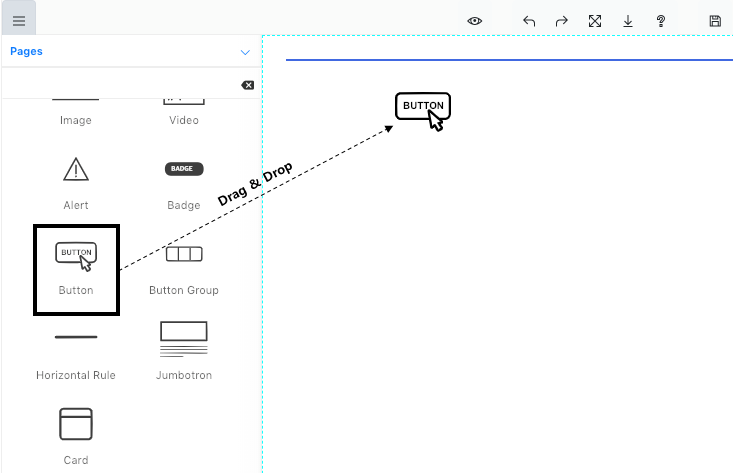 Pages
Image
Video
BADGE
Alert
Badge
BUTTON
Button
Button Group
Horizontal Rule
Jumbotron
Card
Drag & Drop
BUTTON